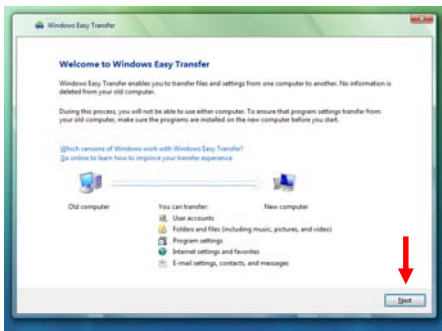 Windows Easy Transfer
Welcome to Windows Easy Transfer
Windows Easy Transfer enables you to transfer files and settings from one computer to another. No information is
deleted from your old computer.
During this process, you will not be able to use either computer. To ensure that program settings transfer from
your old computer, make sure the programs are installed on the new computer before you start.
Which versions of Windows work with Windows Easy Transfer?
Go online to learn how to improve your transfer experience
Old computer
You can transfer:
New computer
User accounts
Folders and files (including music, pictures, and video)
Program settings
Internet settings and favorites
E-mail settings, contacts, and messages
Next